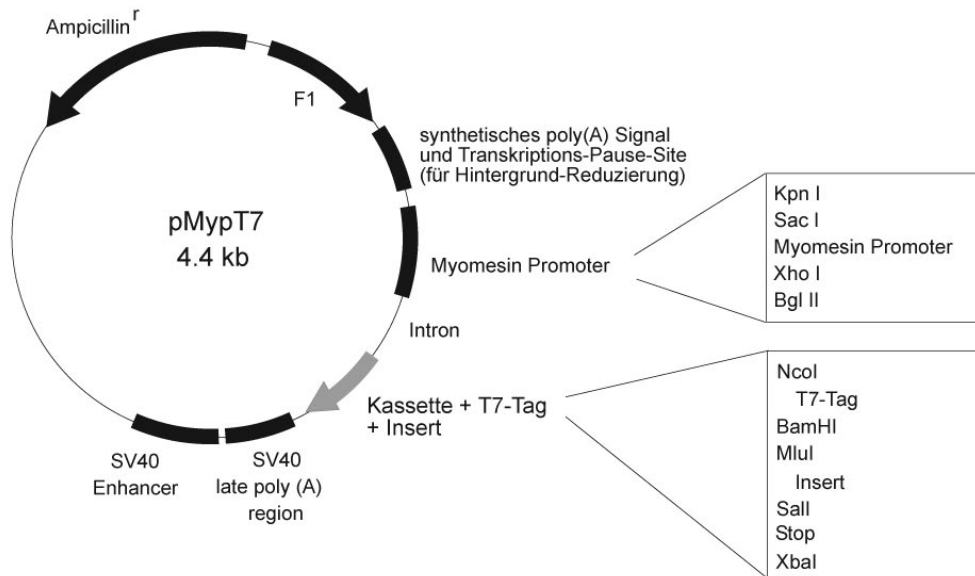 Ampicillin r
F1
synthetisches poly(A) Signal
und Transkriptions-Pause-Site
(für Hintergrund-Reduzierung)
pMypT7
4.4 kb
Myomesin Promoter
Intron
Kassette + T7-Tag
+ Insert
SV40
late poly (A)
region
SV40
Enhancer
Kpn I
Sac I
Myomesin Promoter
Xho I
Bgl II
NcoI
T7-Tag
BamHI
MluI
Insert
SalI
Stop
XbaI